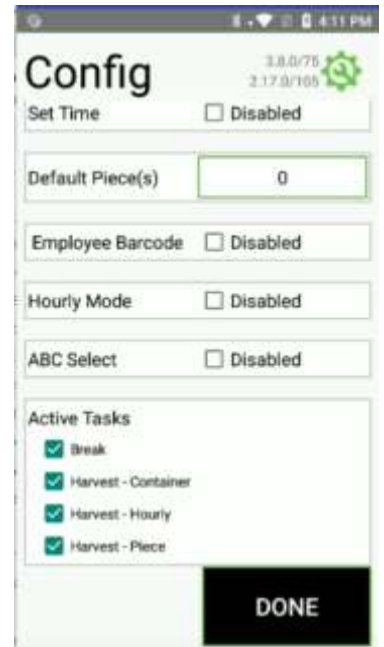 4:11 PM
Config
3.8.0/75
2.17.0/105
Set Time Disabled
Default Piece(s) 0
Employee Barcode Disabled
Hourly Mode Disabled
ABC Select Disabled
Active Tasks
Break
Harvest - Container
Harvest - Hourly
Harvest - Piece
DONE